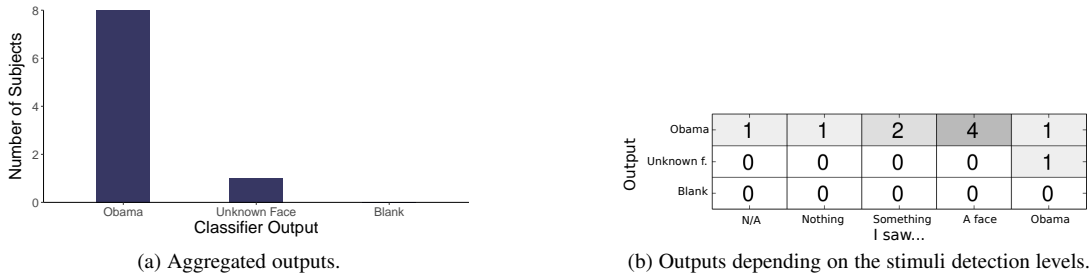 8
6
4
2
0
Number of Subjects
Obama Unknown Face Blank
Classifier Output
(a) Aggregated outputs.
Output
Obama 1 1 2 4 1
Unknown f. 0 0 0 0 1
Blank 0 0 0 0 0
N/A Nothing Something A face Obama
I saw...
(b) Outputs depending on the stimuli detection levels.